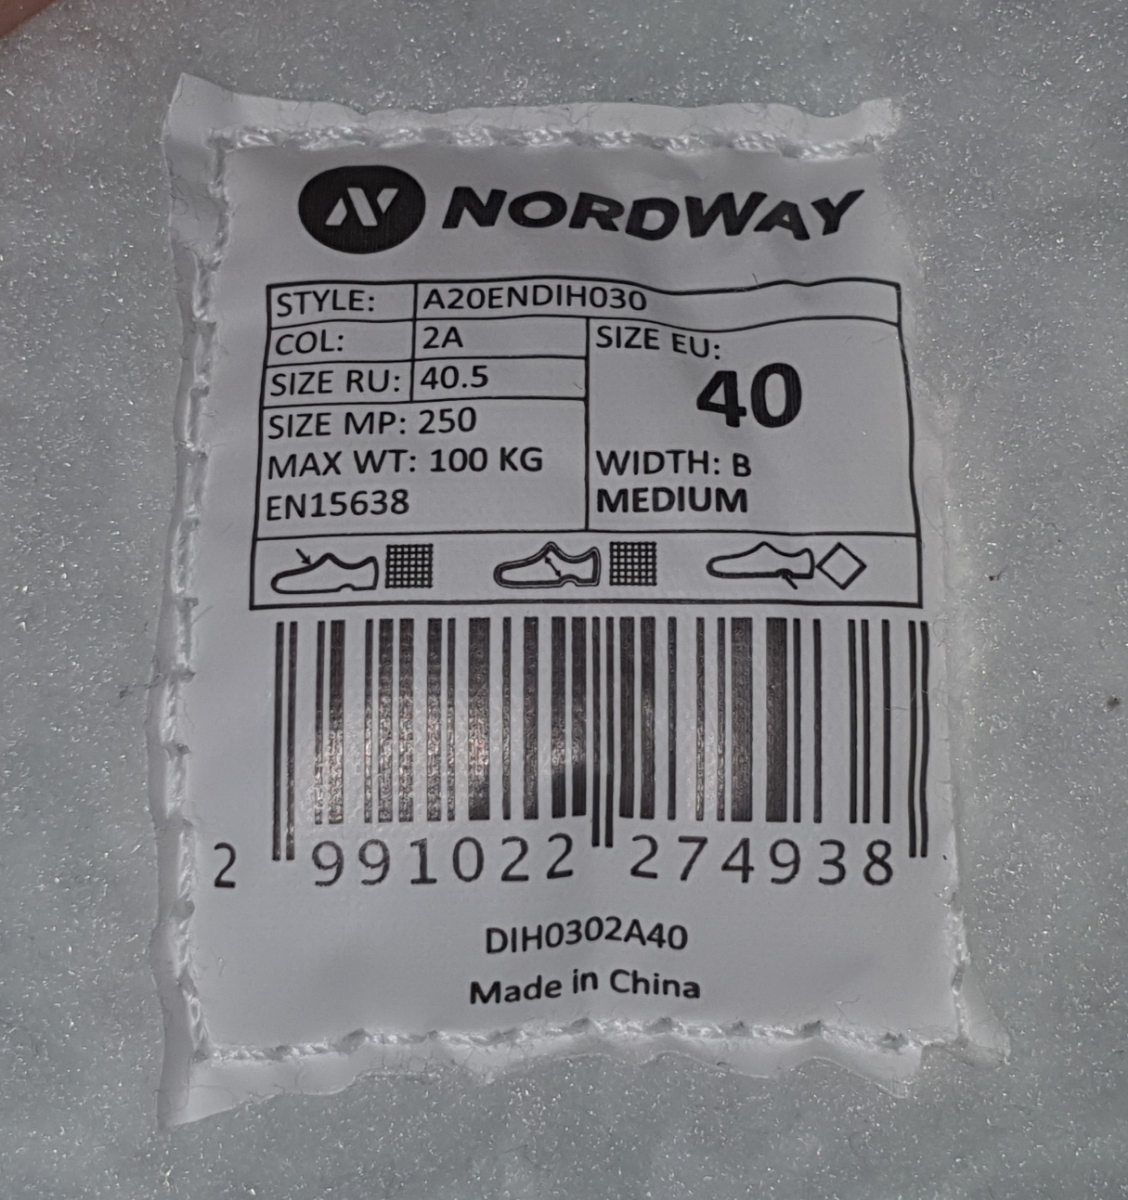 NORDWAY
STYLE: A20ENDIH030
COL: 2A
SIZE RU: 40.5
SIZE MP: 250
MAX WT: 100 KG
EN15638
SIZE EU:
40
WIDTH: B
MEDIUM
2 991022 274938
DIH0302A40
Made in China